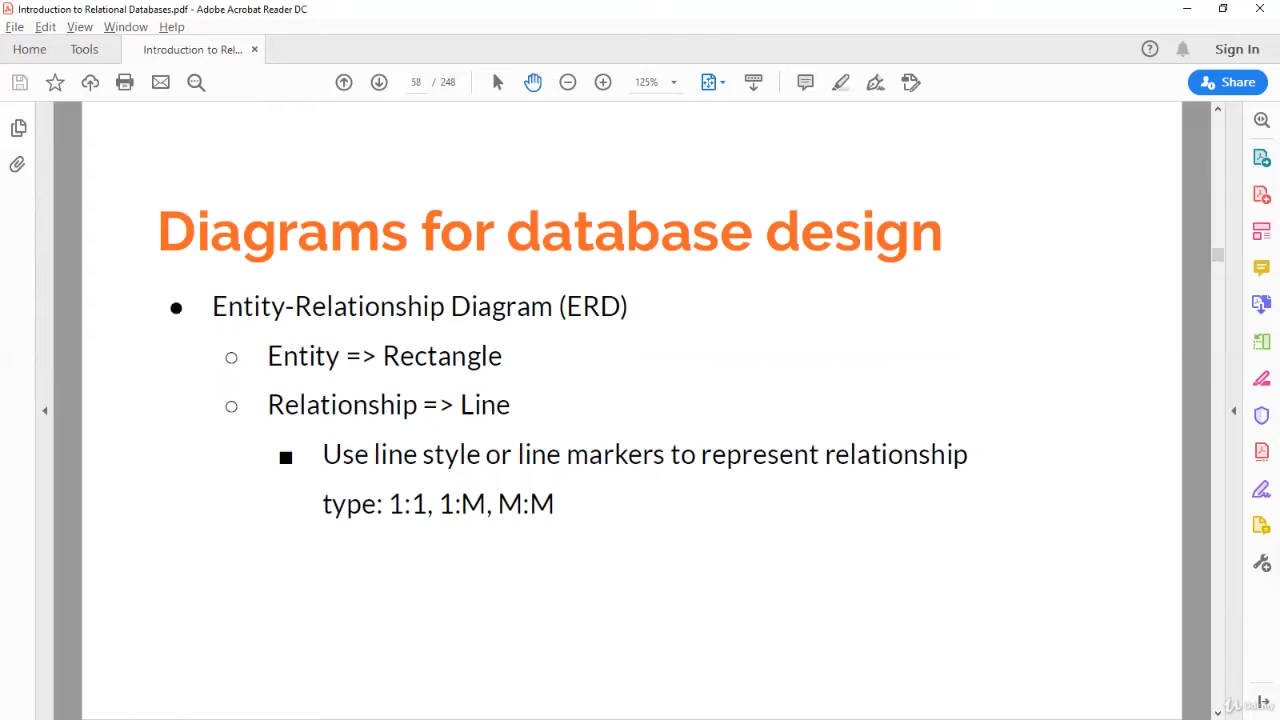 Introduction to Relational Databases.pdf - Adobe Acrobat Reader DC
File Edit View Window Help
Home Tools Introduction to Rel... × Sign In
58 / 248 125% Share
Diagrams for database design
● Entity-Relationship Diagram (ERD)
○ Entity => Rectangle
○ Relationship => Line
■ Use line style or line markers to represent relationship
type: 1:1, 1:M, M:M
Udemy